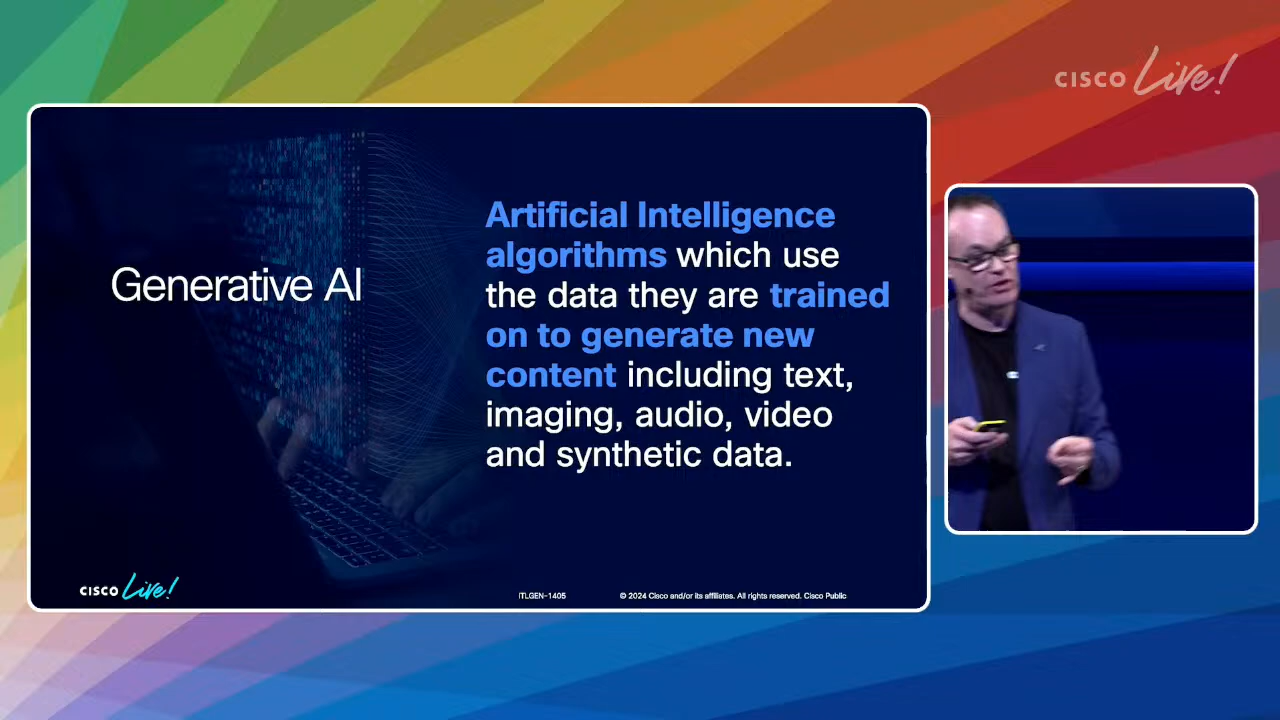 CISCO Live!
Generative AI
Artificial Intelligence
algorithms which use
the data they are trained
on to generate new
content including text,
imaging, audio, video
and synthetic data.
CISCO Live!
ITLGEN-1405
© 2024 Cisco and/or its affiliates. All rights reserved. Cisco Public